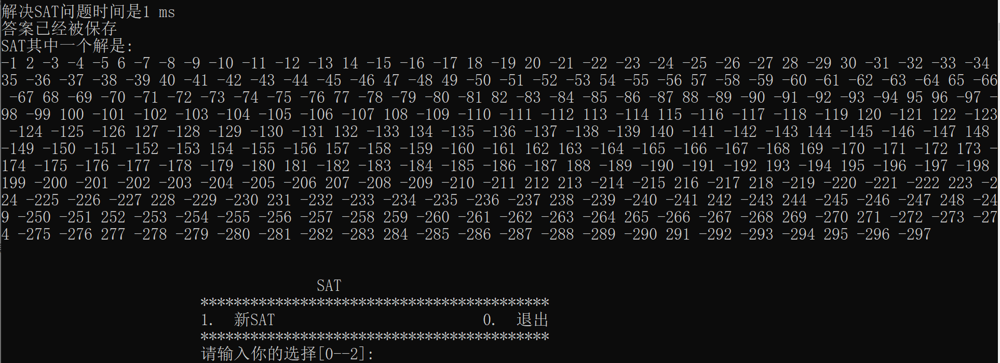 解决SAT问题时间是1 ms
答案已经被保存
SAT其中一个解是:
-1 2 -3 -4 -5 6 -7 -8 -9 -10 -11 -12 -13 14 -15 -16 -17 18 -19 20 -21 -22 -23 -24 -25 -26 -27 28 -29 30 -31 -32 -33 -34
35 -36 -37 -38 -39 40 -41 -42 -43 -44 -45 -46 47 -48 49 -50 -51 -52 -53 54 -55 -56 57 -58 -59 -60 -61 -62 -63 -64 65 -66
-67 68 -69 -70 -71 -72 -73 -74 -75 -76 77 -78 -79 -80 -81 82 -83 -84 -85 -86 -87 88 -89 -90 -91 -92 -93 -94 95 96 -97 -
98 -99 100 -101 -102 -103 -104 -105 -106 -107 108 -109 -110 -111 -112 113 -114 115 -116 -117 -118 -119 120 -121 122 -123
-124 -125 -126 127 -128 -129 -130 -131 132 -133 134 -135 -136 -137 -138 -139 140 -141 -142 -143 144 -145 -146 -147 148
-149 -150 -151 -152 -153 154 -155 -156 157 -158 -159 -160 -161 162 163 -164 -165 -166 -167 -168 169 -170 -171 -172 173 -
174 -175 -176 -177 -178 -179 -180 181 -182 -183 -184 -185 -186 -187 188 -189 -190 -191 -192 193 -194 195 -196 -197 -198
199 -200 -201 -202 -203 -204 -205 -206 207 -208 -209 -210 -211 212 213 -214 -215 216 -217 218 -219 -220 -221 -222 223 -2
24 -225 -226 -227 228 -229 -230 231 -232 -233 -234 -235 -236 -237 238 -239 -240 -241 242 -243 244 -245 -246 -247 248 -24
9 -250 -251 252 -253 -254 -255 -256 -257 -258 259 -260 -261 -262 -263 -264 265 -266 -267 -268 269 -270 271 -272 -273 -27
4 -275 -276 277 -278 -279 -280 -281 -282 -283 284 -285 -286 -287 -288 -289 -290 291 -292 -293 -294 295 -296 -297
SAT
******************************************
1. 新SAT 0. 退出
******************************************
请输入你的选择[0--2]: